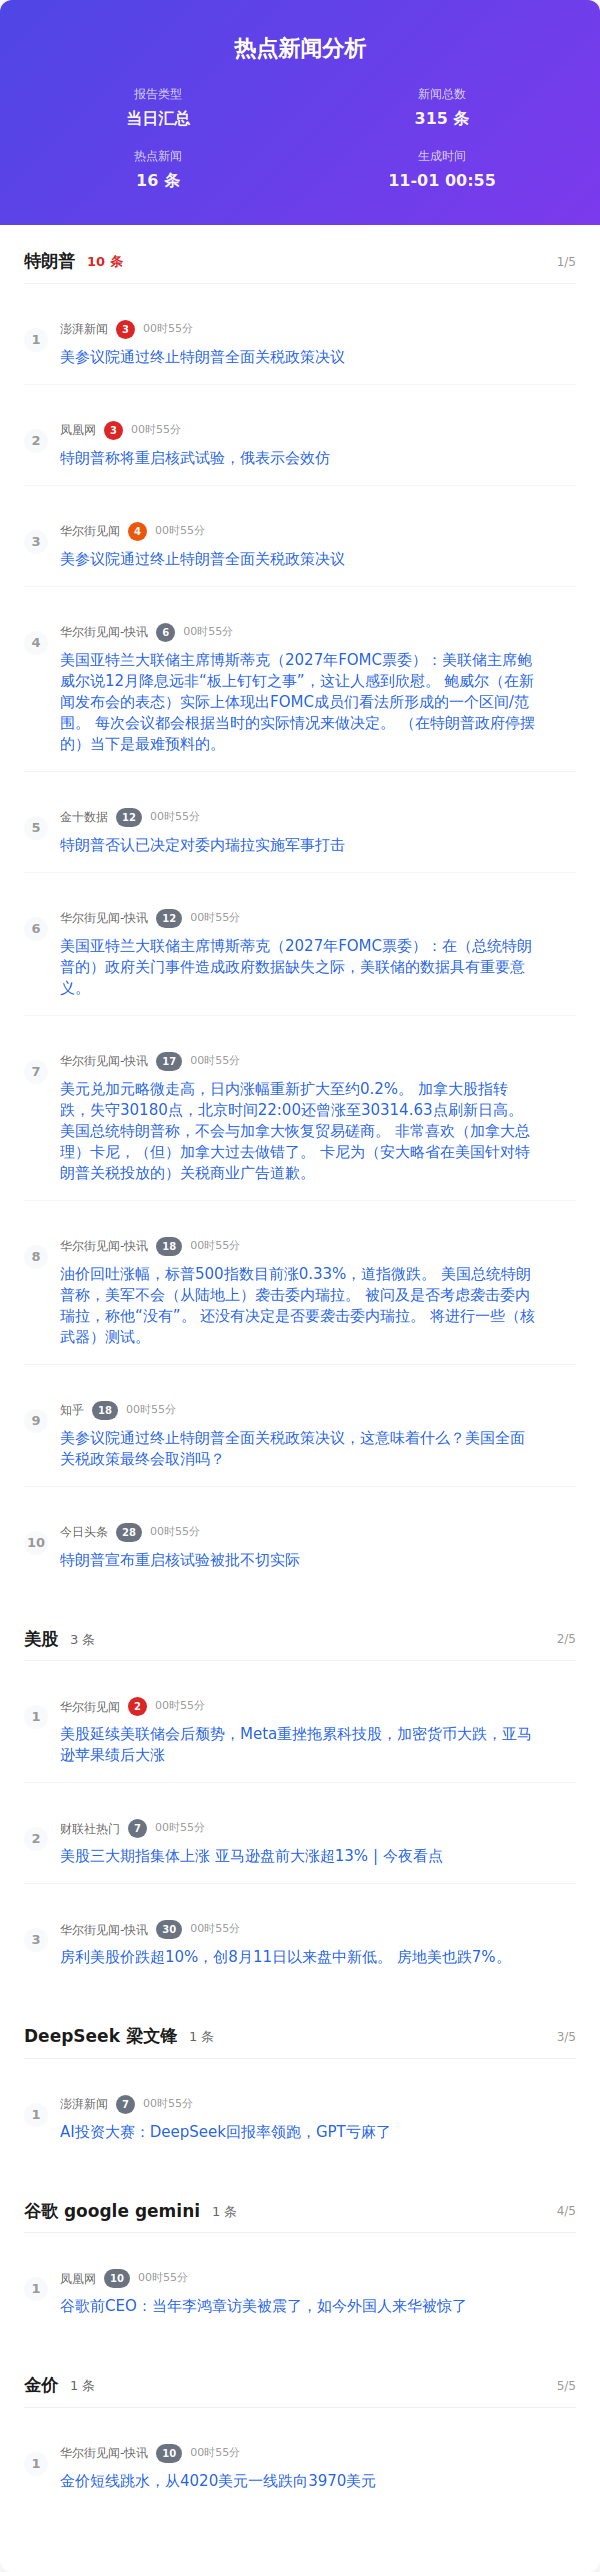 热点新闻分析
报告类型
当日汇总
新闻总数
315 条
热点新闻
16 条
生成时间
11-01 00:55
特朗普 10 条 1/5
1
澎湃新闻 3 00时55分
美参议院通过终止特朗普全面关税政策决议
2
凤凰网 3 00时55分
特朗普称将重启核武试验，俄表示会效仿
3
华尔街见闻 4 00时55分
美参议院通过终止特朗普全面关税政策决议
4
华尔街见闻-快讯 6 00时55分
美国亚特兰大联储主席博斯蒂克（2027年FOMC票委）：美联储主席鲍
威尔说12月降息远非“板上钉钉之事”，这让人感到欣慰。 鲍威尔（在新
闻发布会的表态）实际上体现出FOMC成员们看法所形成的一个区间/范
围。 每次会议都会根据当时的实际情况来做决定。 （在特朗普政府停摆
的）当下是最难预料的。
5
金十数据 12 00时55分
特朗普否认已决定对委内瑞拉实施军事打击
6
华尔街见闻-快讯 12 00时55分
美国亚特兰大联储主席博斯蒂克（2027年FOMC票委）：在（总统特朗
普的）政府关门事件造成政府数据缺失之际，美联储的数据具有重要意
义。
7
华尔街见闻-快讯 17 00时55分
美元兑加元略微走高，日内涨幅重新扩大至约0.2%。 加拿大股指转
跌，失守30180点，北京时间22:00还曾涨至30314.63点刷新日高。
美国总统特朗普称，不会与加拿大恢复贸易磋商。 非常喜欢（加拿大总
理）卡尼，（但）加拿大过去做错了。 卡尼为（安大略省在美国针对特
朗普关税投放的）关税商业广告道歉。
8
华尔街见闻-快讯 18 00时55分
油价回吐涨幅，标普500指数目前涨0.33%，道指微跌。 美国总统特朗
普称，美军不会（从陆地上）袭击委内瑞拉。 被问及是否考虑袭击委内
瑞拉，称他“没有”。 还没有决定是否要袭击委内瑞拉。 将进行一些（核
武器）测试。
9
知乎 18 00时55分
美参议院通过终止特朗普全面关税政策决议，这意味着什么？美国全面
关税政策最终会取消吗？
10
今日头条 28 00时55分
特朗普宣布重启核试验被批不切实际
美股 3 条 2/5
1
华尔街见闻 2 00时55分
美股延续美联储会后颓势，Meta重挫拖累科技股，加密货币大跌，亚马
逊苹果绩后大涨
2
财联社热门 7 00时55分
美股三大期指集体上涨 亚马逊盘前大涨超13% | 今夜看点
3
华尔街见闻-快讯 30 00时55分
房利美股价跌超10%，创8月11日以来盘中新低。 房地美也跌7%。
DeepSeek 梁文锋 1 条 3/5
1
澎湃新闻 7 00时55分
AI投资大赛：DeepSeek回报率领跑，GPT亏麻了
谷歌 google gemini 1 条 4/5
1
凤凰网 10 00时55分
谷歌前CEO：当年李鸿章访美被震了，如今外国人来华被惊了
金价 1 条 5/5
1
华尔街见闻-快讯 10 00时55分
金价短线跳水，从4020美元一线跌向3970美元